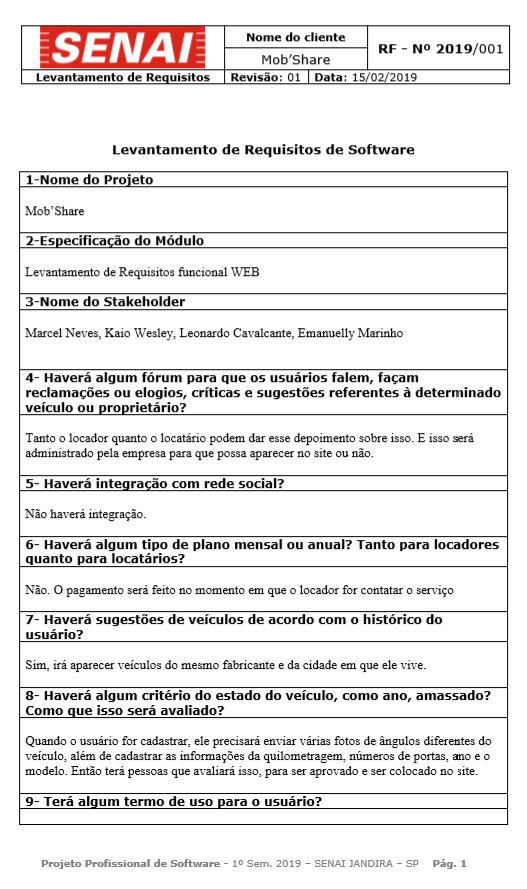 SENAI
Nome do cliente
Mob'Share
RF - Nº 2019/001
Levantamento de Requisitos
Revisão: 01
Data: 15/02/2019
Levantamento de Requisitos de Software
1-Nome do Projeto
Mob'Share
2-Especificação do Módulo
Levantamento de Requisitos funcional WEB
3-Nome do Stakeholder
Marcel Neves, Kaio Wesley, Leonardo Cavalcante, Emanuelly Marinho
4- Haverá algum fórum para que os usuários falem, façam
reclamações ou elogios, críticas e sugestões referentes à determinado
veículo ou proprietário?
Tanto o locador quanto o locatário podem dar esse depoimento sobre isso. E isso será
administrado pela empresa para que possa aparecer no site ou não.
5- Haverá integração com rede social?
Não haverá integração.
6- Haverá algum tipo de plano mensal ou anual? Tanto para locadores
quanto para locatários?
Não. O pagamento será feito no momento em que o locador for contatar o serviço
7- Haverá sugestões de veículos de acordo com o histórico do
usuário?
Sim, irá aparecer veículos do mesmo fabricante e da cidade em que ele vive.
8- Haverá algum critério do estado do veículo, como ano, amassado?
Como que isso será avaliado?
Quando o usuário for cadastrar, ele precisará enviar várias fotos de ângulos diferentes do
veículo, além de cadastrar as informações da quilometragem, números de portas, ano e o
modelo. Então terá pessoas que avaliará isso, para ser aprovado e ser colocado no site.
9- Terá algum termo de uso para o usuário?
Projeto Profissional de Software - 1º Sem. 2019 – SENAI JANDIRA – SP Pág. 1